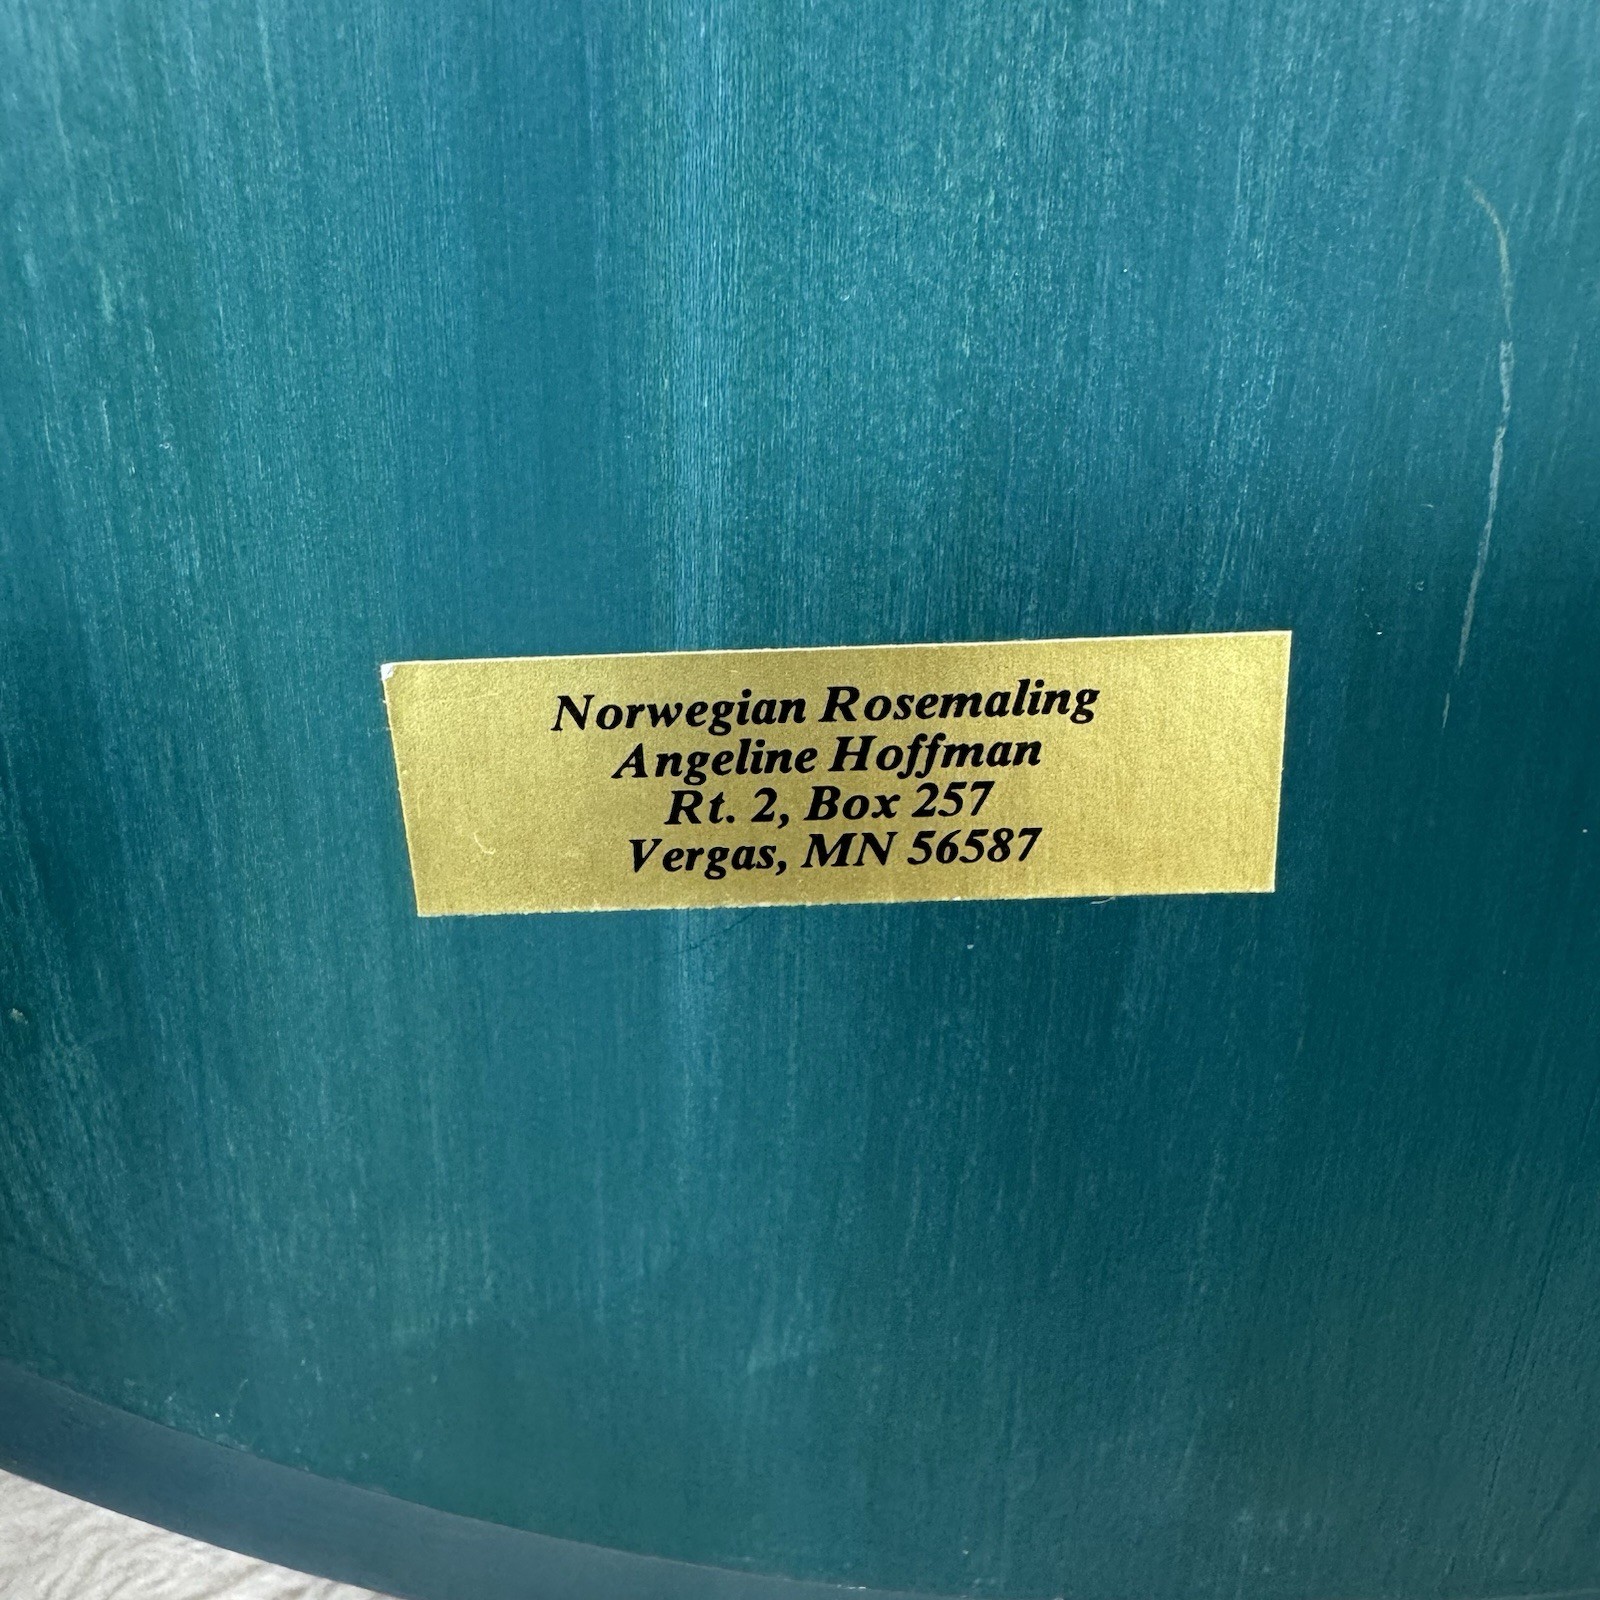 Norwegian Rosemaling
Angeline Hoffman
Rt. 2, Box 257
Vergas, MN 56587